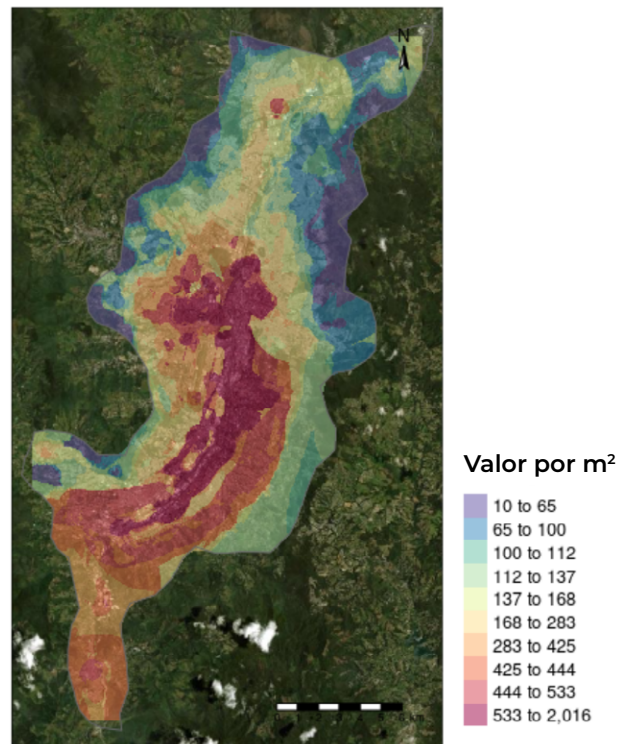 N
km
Valor por m²
10 to 65
65 to 100
100 to 112
112 to 137
137 to 168
168 to 283
283 to 425
425 to 444
444 to 533
533 to 2,016